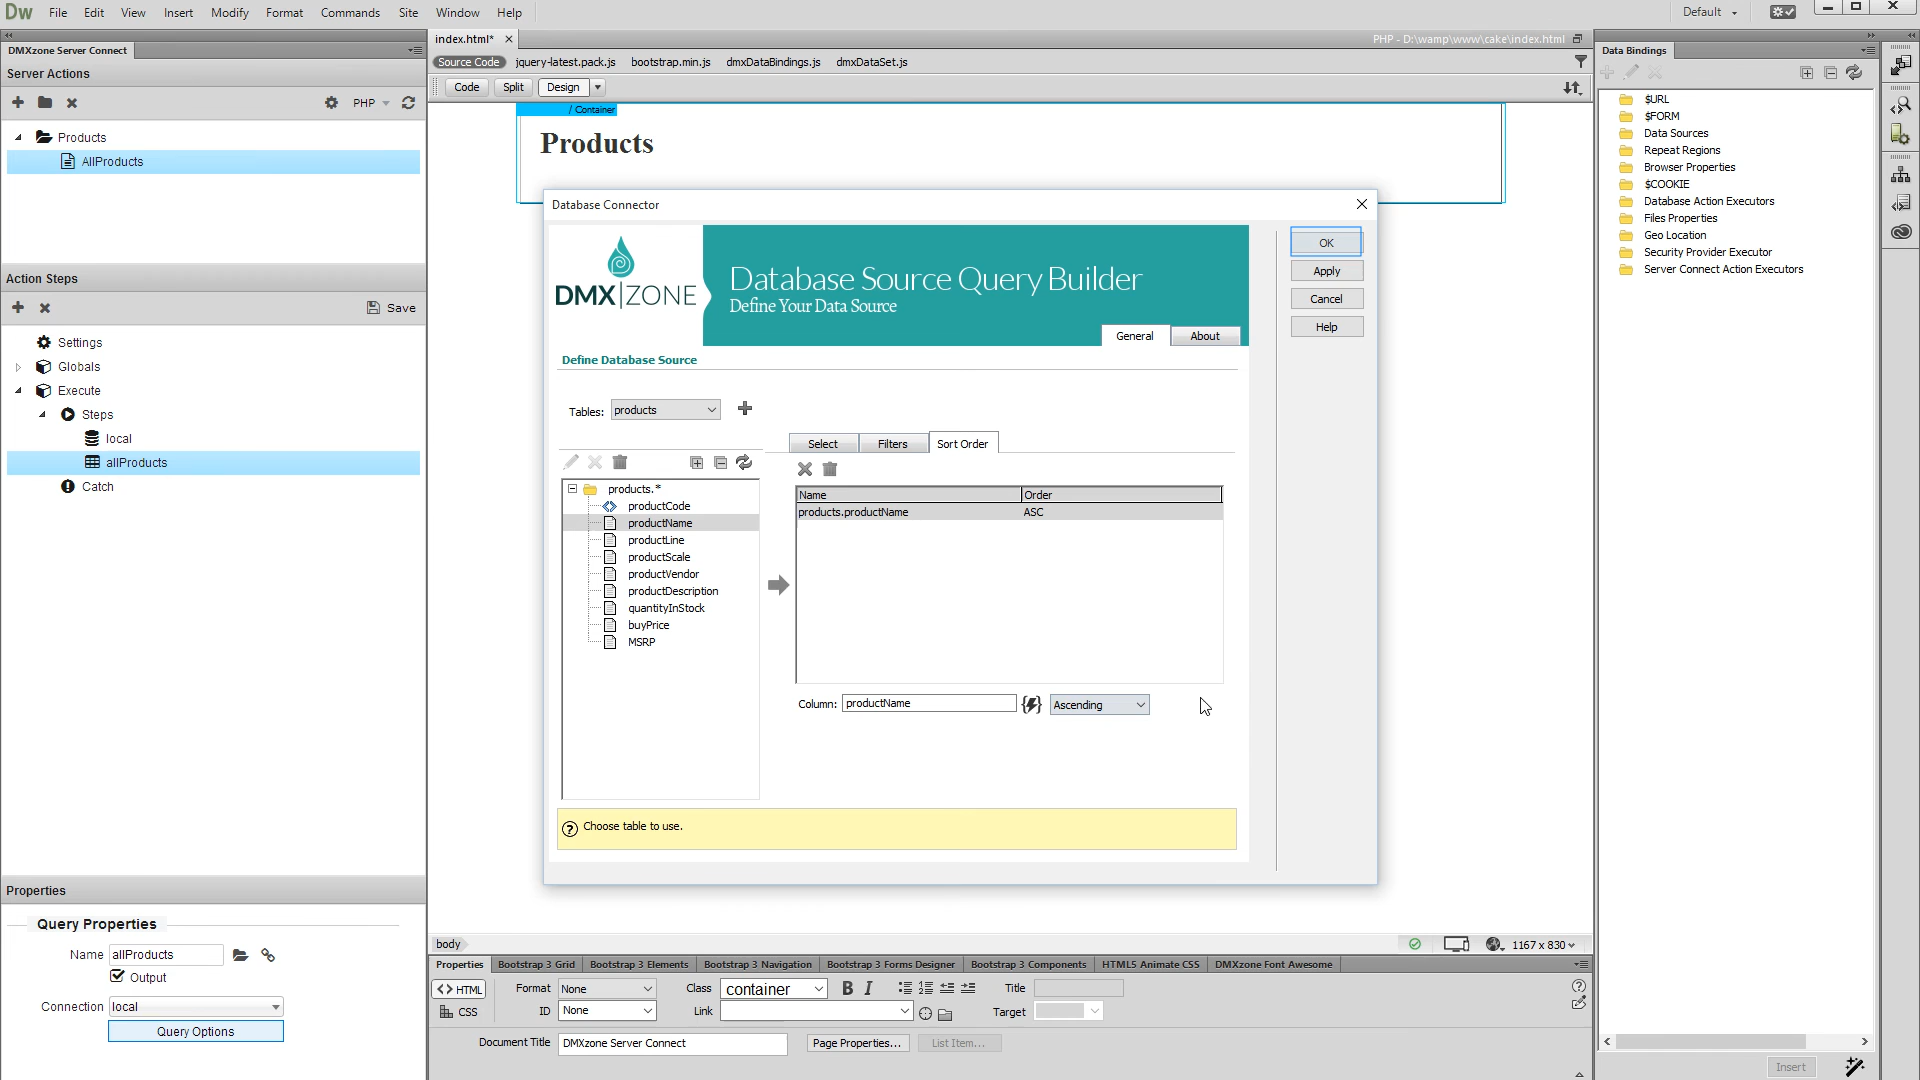 Dw File Edit View Insert Modify Format Commands Site Window Help Default
DMXzone Server Connect
Server Actions
PHP
Products
AllProducts
Action Steps
Save
Settings
Globals
Execute
Steps
local
allProducts
Catch
Properties
Query Properties
Name allProducts
Output
Connection local
Query Options
index.html*
PHP - D:\wamp\www\cake\index.html
Source Code jquery-latest.pack.js bootstrap.min.js dmxDataBindings.js dmxDataSet.js
Code Split Design
/ Container
Products
Database Connector
DMX|ZONE
Database Source Query Builder
Define Your Data Source
General About
OK
Apply
Cancel
Help
Define Database Source
Tables: products
Select Filters Sort Order
products.*
productCode
productName
productLine
productScale
productVendor
productDescription
quantityInStock
buyPrice
MSRP
Name Order
products.productName ASC
Column: productName Ascending
Choose table to use.
body
1167 x 830
Properties Bootstrap 3 Grid Bootstrap 3 Elements Bootstrap 3 Navigation Bootstrap 3 Forms Designer Bootstrap 3 Components HTML5 Animate CSS DMXzone Font Awesome
<> HTML Format None Class container B I Title
CSS ID None Link Target
Document Title DMXzone Server Connect Page Properties... List Item...
Data Bindings
$URL
$FORM
Data Sources
Repeat Regions
Browser Properties
$COOKIE
Database Action Executors
Files Properties
Geo Location
Security Provider Executor
Server Connect Action Executors
Insert